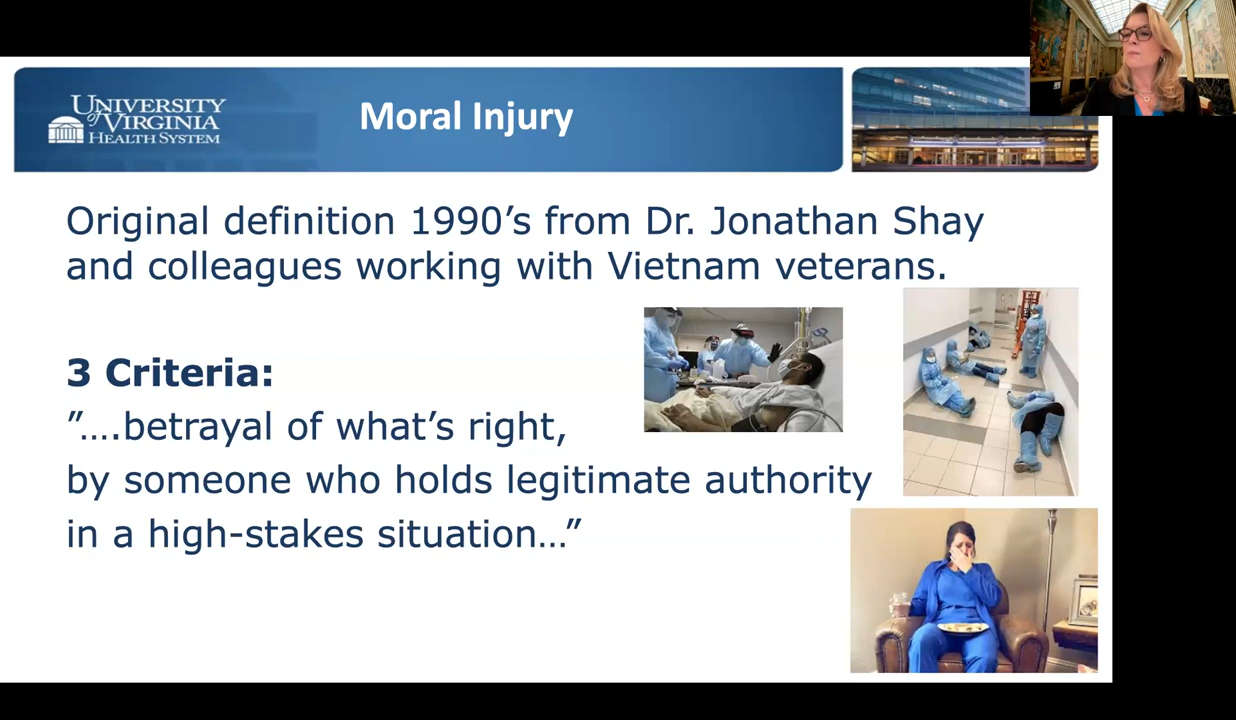 UNIVERSITY
of VIRGINIA
HEALTH SYSTEM
Moral Injury
Original definition 1990’s from Dr. Jonathan Shay
and colleagues working with Vietnam veterans.
3 Criteria:
”….betrayal of what’s right,
by someone who holds legitimate authority
in a high-stakes situation…”